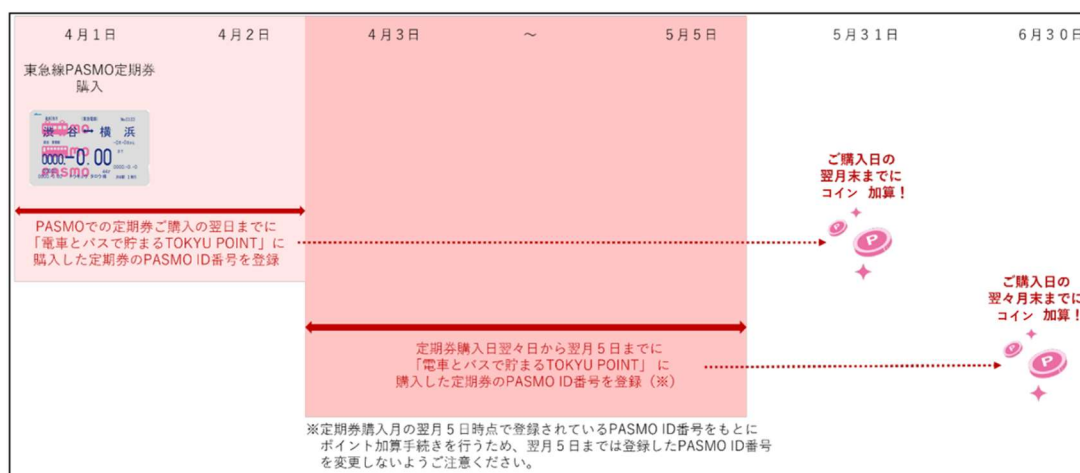 4月1日 4月2日 4月3日 ～ 5月5日 5月31日 6月30日
東急線PASMO定期券
購入
渋谷→横浜
0000.-0.00
PASMO
PASMOでの定期券ご購入の翌日までに
「電車とバスで貯まるTOKYU POINT」に
購入した定期券のPASMO ID番号を登録
ご購入日の
翌月末までに
コイン 加算！
P
ご購入日の
翌々月末までに
コイン 加算！
P
定期券購入日翌々日から翌月5日までに
「電車とバスで貯まるTOKYU POINT」に
購入した定期券のPASMO ID番号を登録（※）
※定期券購入月の翌月5日時点で登録されているPASMO ID番号をもとに
ポイント加算手続きを行うため、翌月5日までは登録したPASMO ID番号
を変更しないようご注意ください。